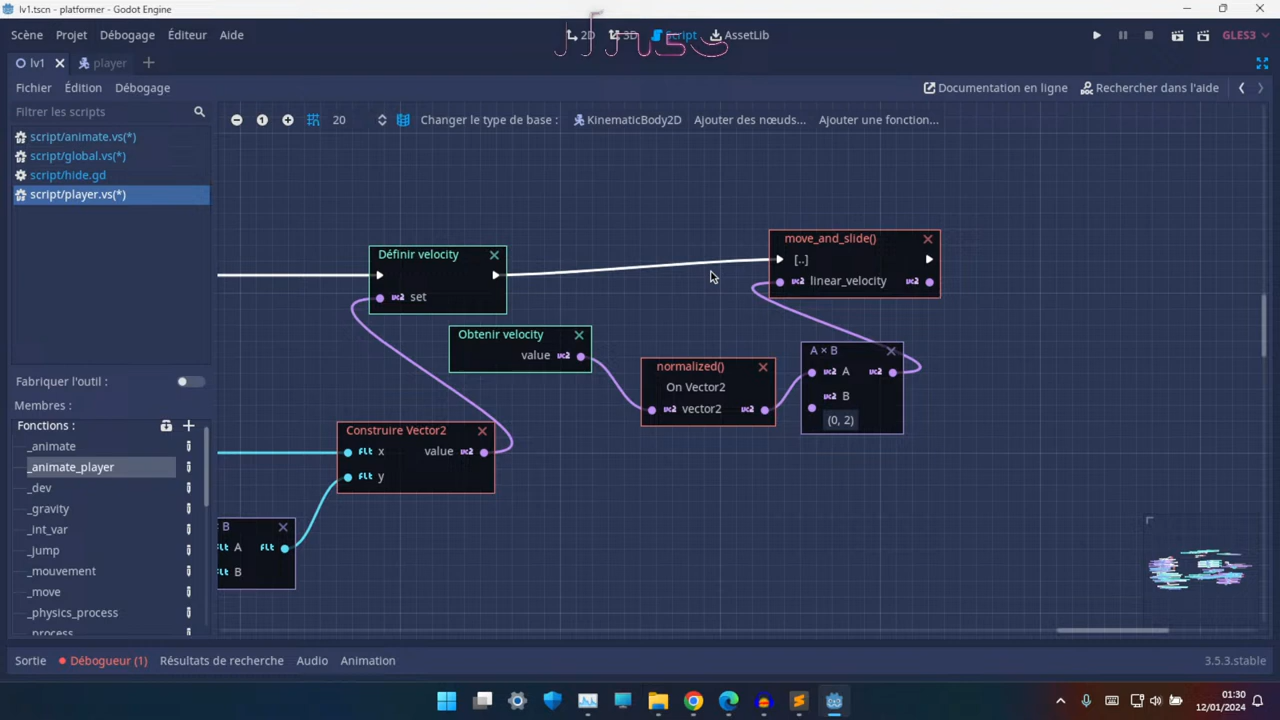 lv1.tscn - platformer - Godot Engine
Scène Projet Débogage Éditeur Aide
2D 3D Script AssetLib
GLES3
lv1 player
Fichier Édition Débogage
Documentation en ligne Rechercher dans l'aide
Filtrer les scripts
20 Changer le type de base : KinematicBody2D Ajouter des nœuds... Ajouter une fonction...
script/animate.vs(*)
script/global.vs(*)
script/hide.gd
script/player.vs(*)
Fabriquer l'outil :
Membres :
Fonctions :
_animate
_animate_player
_dev
_gravity
_int_var
_jump
_mouvement
_move
_physics_process
_process
Définir velocity
set
Obtenir velocity
value
move_and_slide()
[..]
linear_velocity
normalized()
On Vector2
vector2
A × B
A
B
(0, 2)
Construire Vector2
x value
y
B
A
B
Sortie Débogueur (1) Résultats de recherche Audio Animation
3.5.3.stable
01:30
12/01/2024